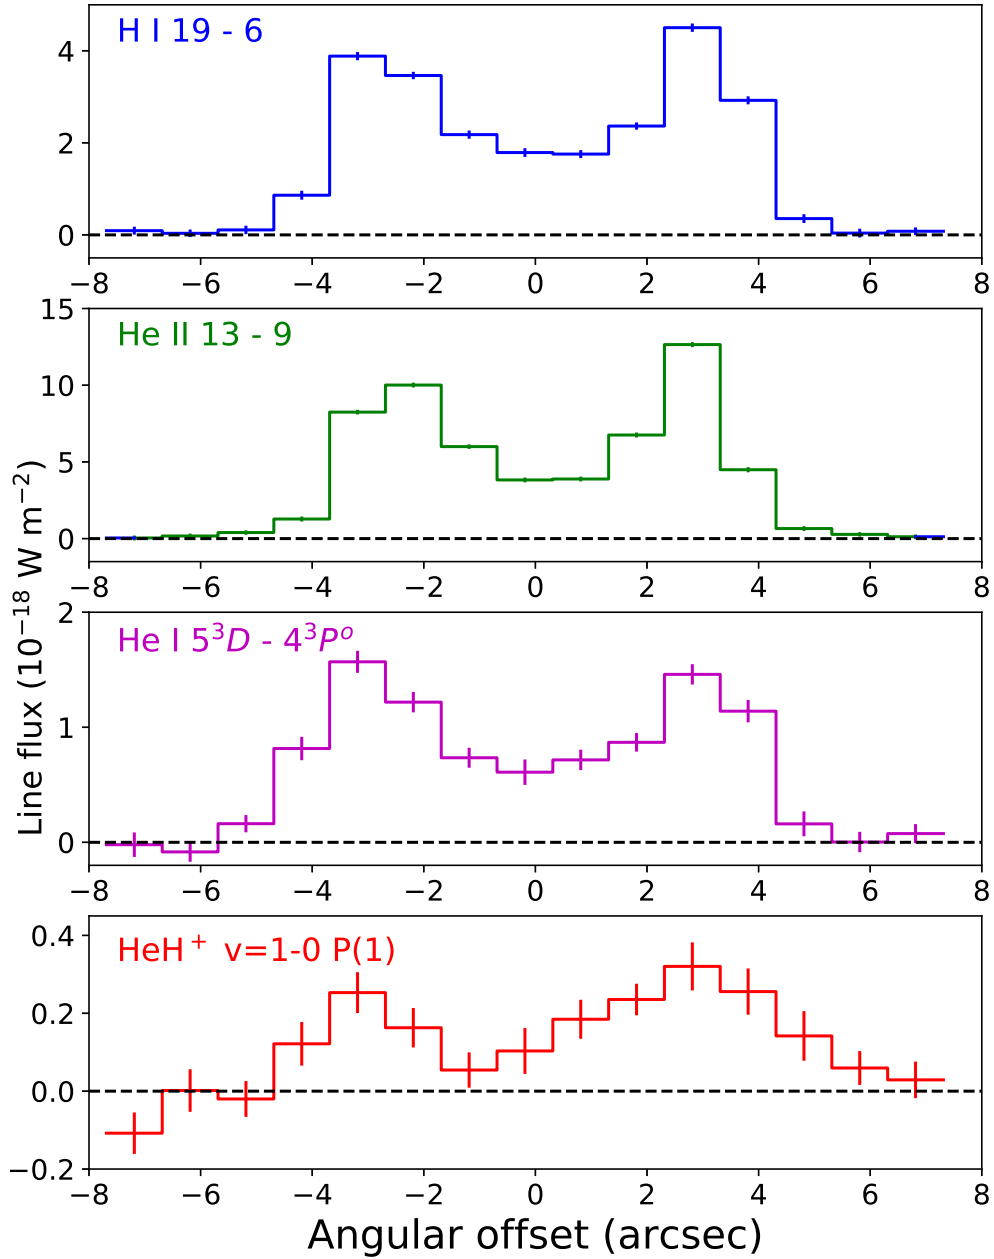 H I 19 - 6
4
2
0
−8 −6 −4 −2 0 2 4 6 8
He II 13 - 9
15
10
5
0
−8 −6 −4 −2 0 2 4 6 8
He I 5³D - 4³Pᵒ
2
1
0
−8 −6 −4 −2 0 2 4 6 8
HeH⁺ v=1-0 P(1)
0.4
0.2
0.0
−0.2
−8 −6 −4 −2 0 2 4 6 8
Line flux (10⁻¹⁸ W m⁻²)
Angular offset (arcsec)